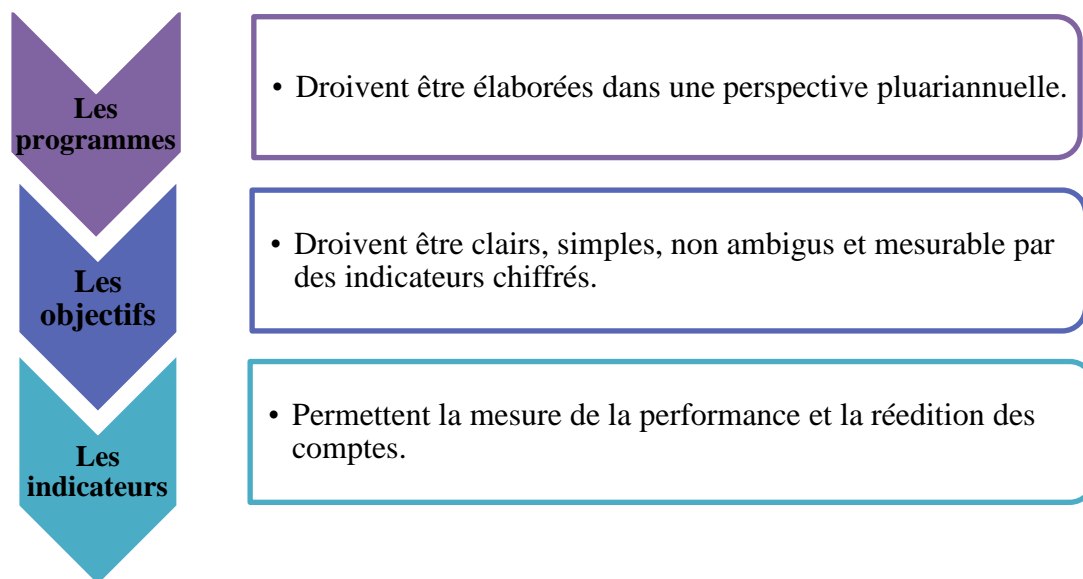 Les
programmes
• Droivent être élaborées dans une perspective pluariannuelle.
Les
objectifs
• Droivent être clairs, simples, non ambigus et mesurable par
des indicateurs chiffrés.
Les
indicateurs
• Permettent la mesure de la performance et la réedition des
comptes.